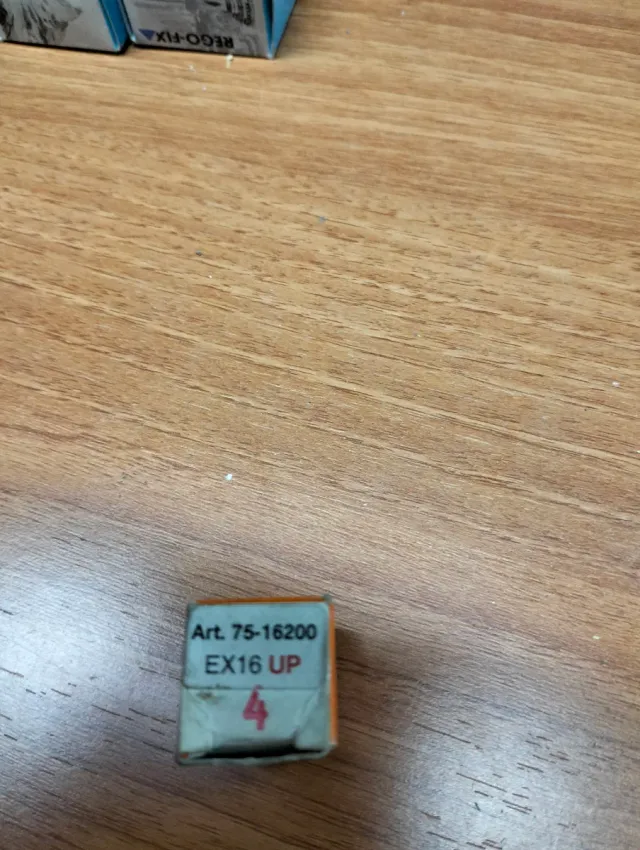 REGO-FIX
Art. 75-16200
EX16 UP
4